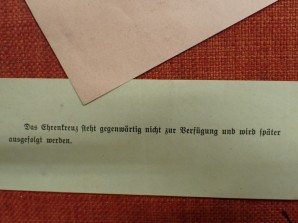 Das Ehrenkreuz steht gegenwärtig nicht zur Verfügung und wird später
ausgefolgt werden.